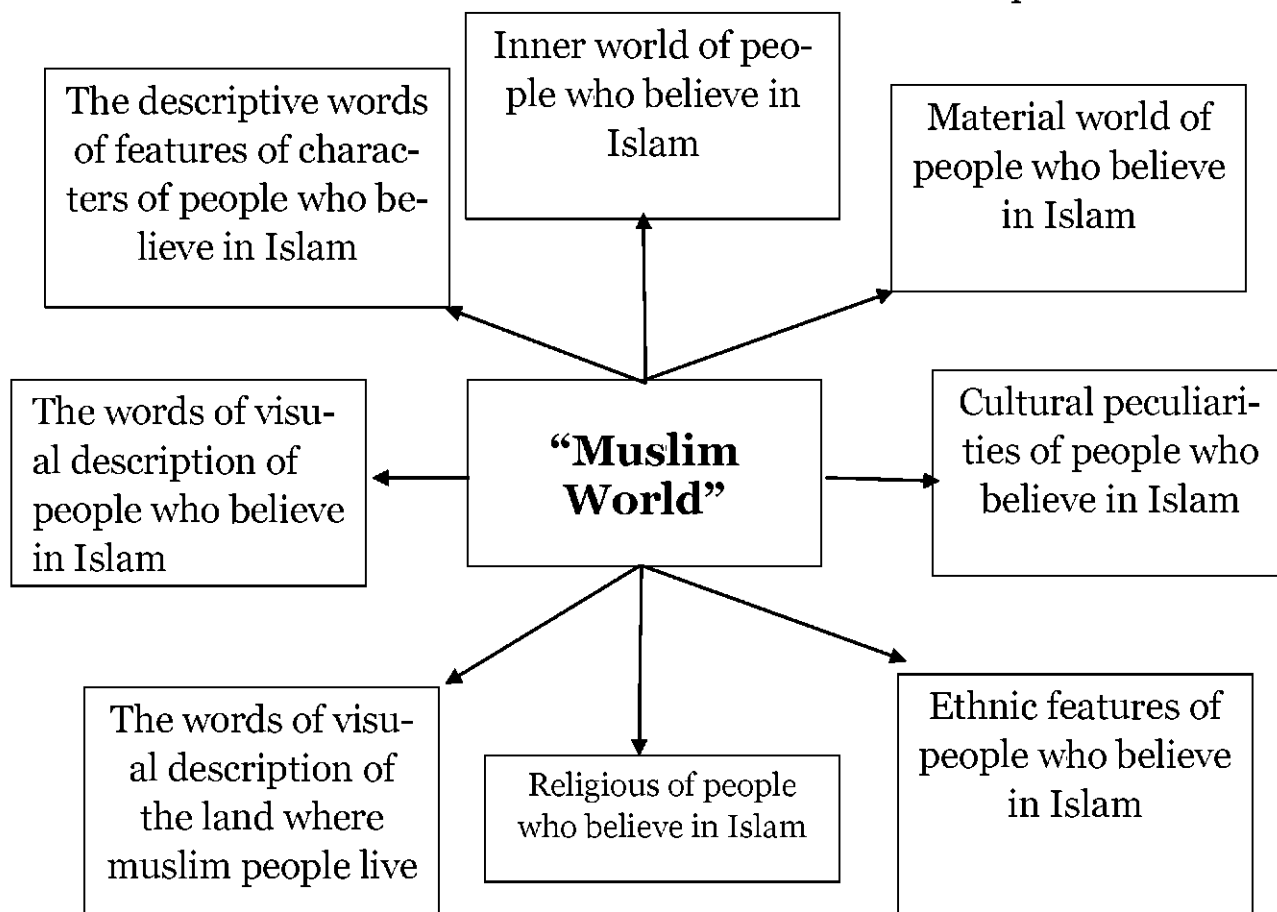 Inner world of peo-
ple who believe in
Islam
The descriptive words
of features of charac-
ters of people who be-
lieve in Islam
Material world of
people who believe
in Islam
The words of visu-
al description of
people who believe
in Islam
“Muslim
World”
Cultural peculiari-
ties of people who
believe in Islam
The words of visu-
al description of
the land where
muslim people live
Religious of people
who believe in Islam
Ethnic features of
people who believe
in Islam